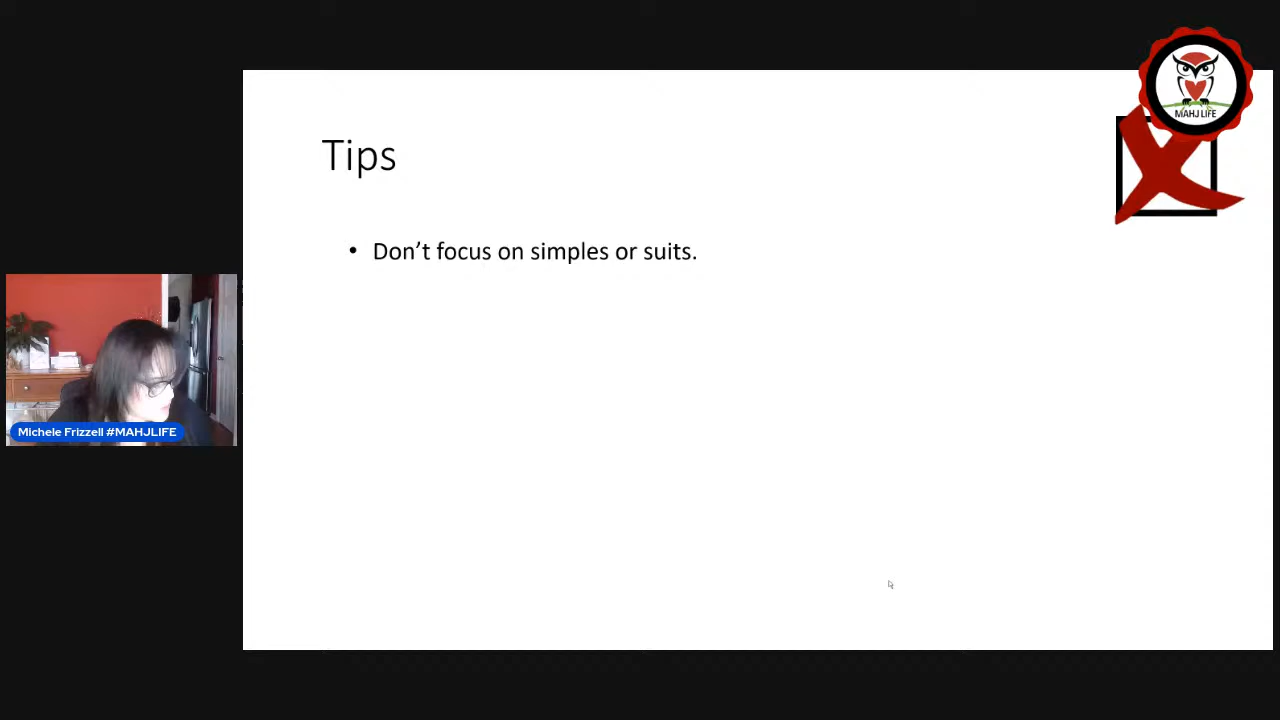 MAHJ LIFE
Tips
• Don’t focus on simples or suits.
Michele Frizzell #MAHJLIFE